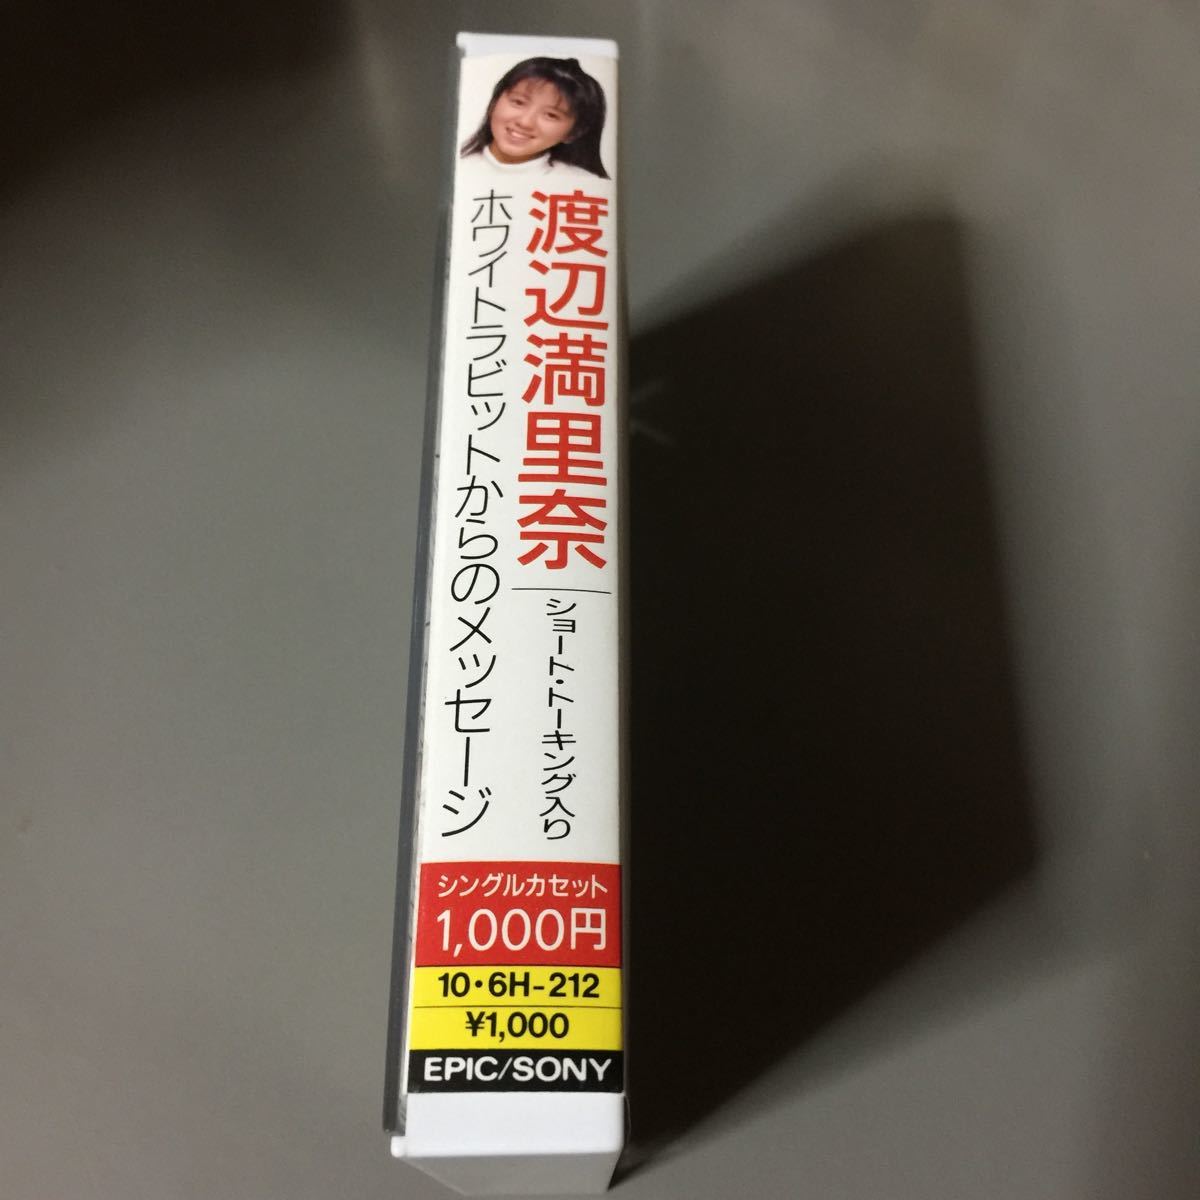 渡辺満里奈
ショート・トーキング入り
ホワイトラビットからのメッセージ
シングルカセット
1,000円
10・6H-212
¥1,000
EPIC/SONY